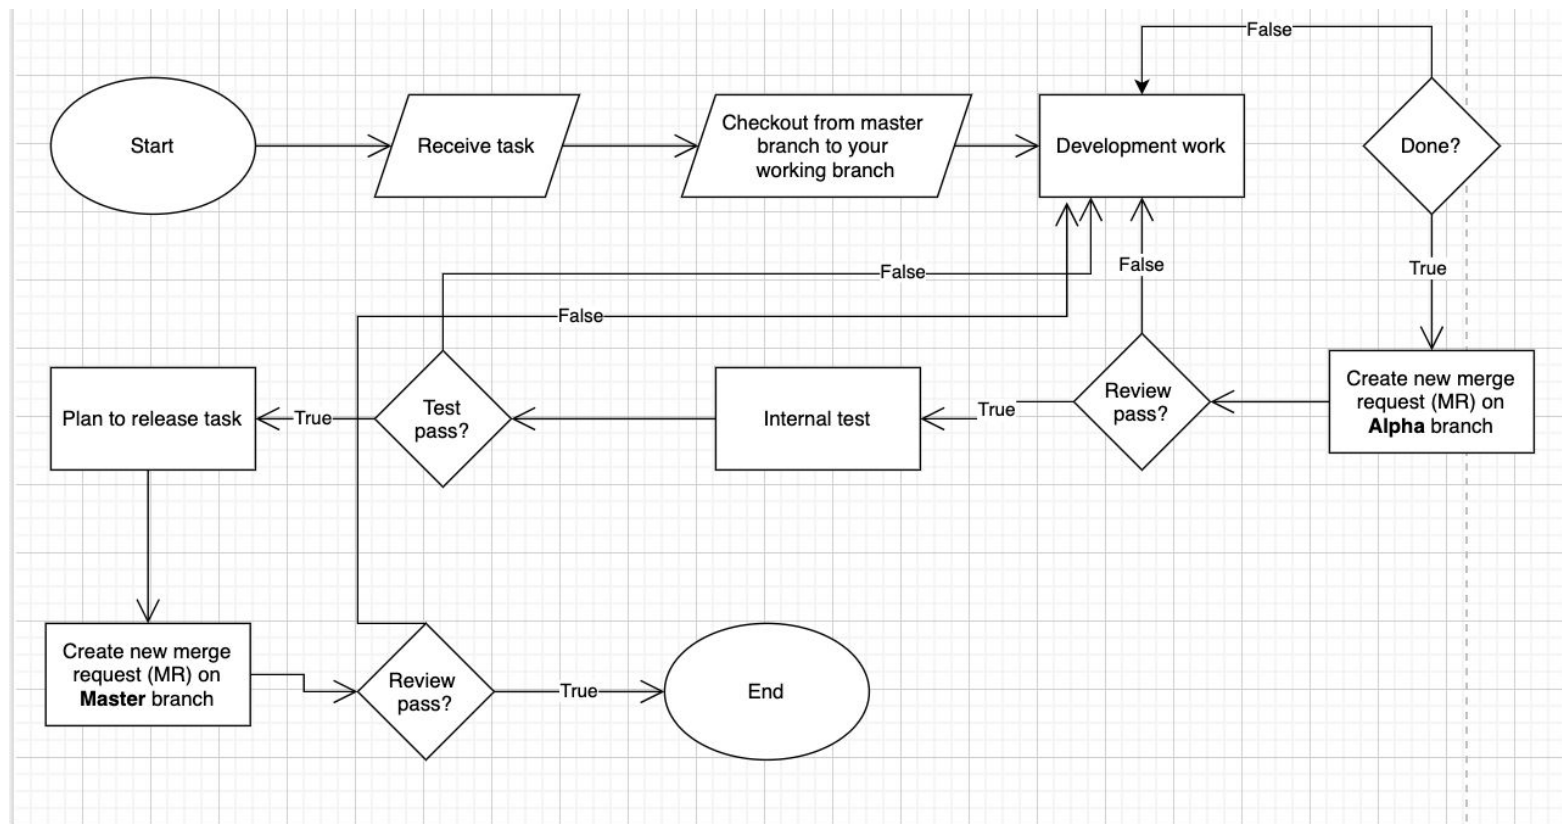 False
Start
Receive task
Checkout from master
branch to your
working branch
Development work
Done?
False
True
False
False
Plan to release task
True
Test
pass?
Internal test
True
Review
pass?
Create new merge
request (MR) on
Alpha branch
Create new merge
request (MR) on
Master branch
Review
pass?
True
End